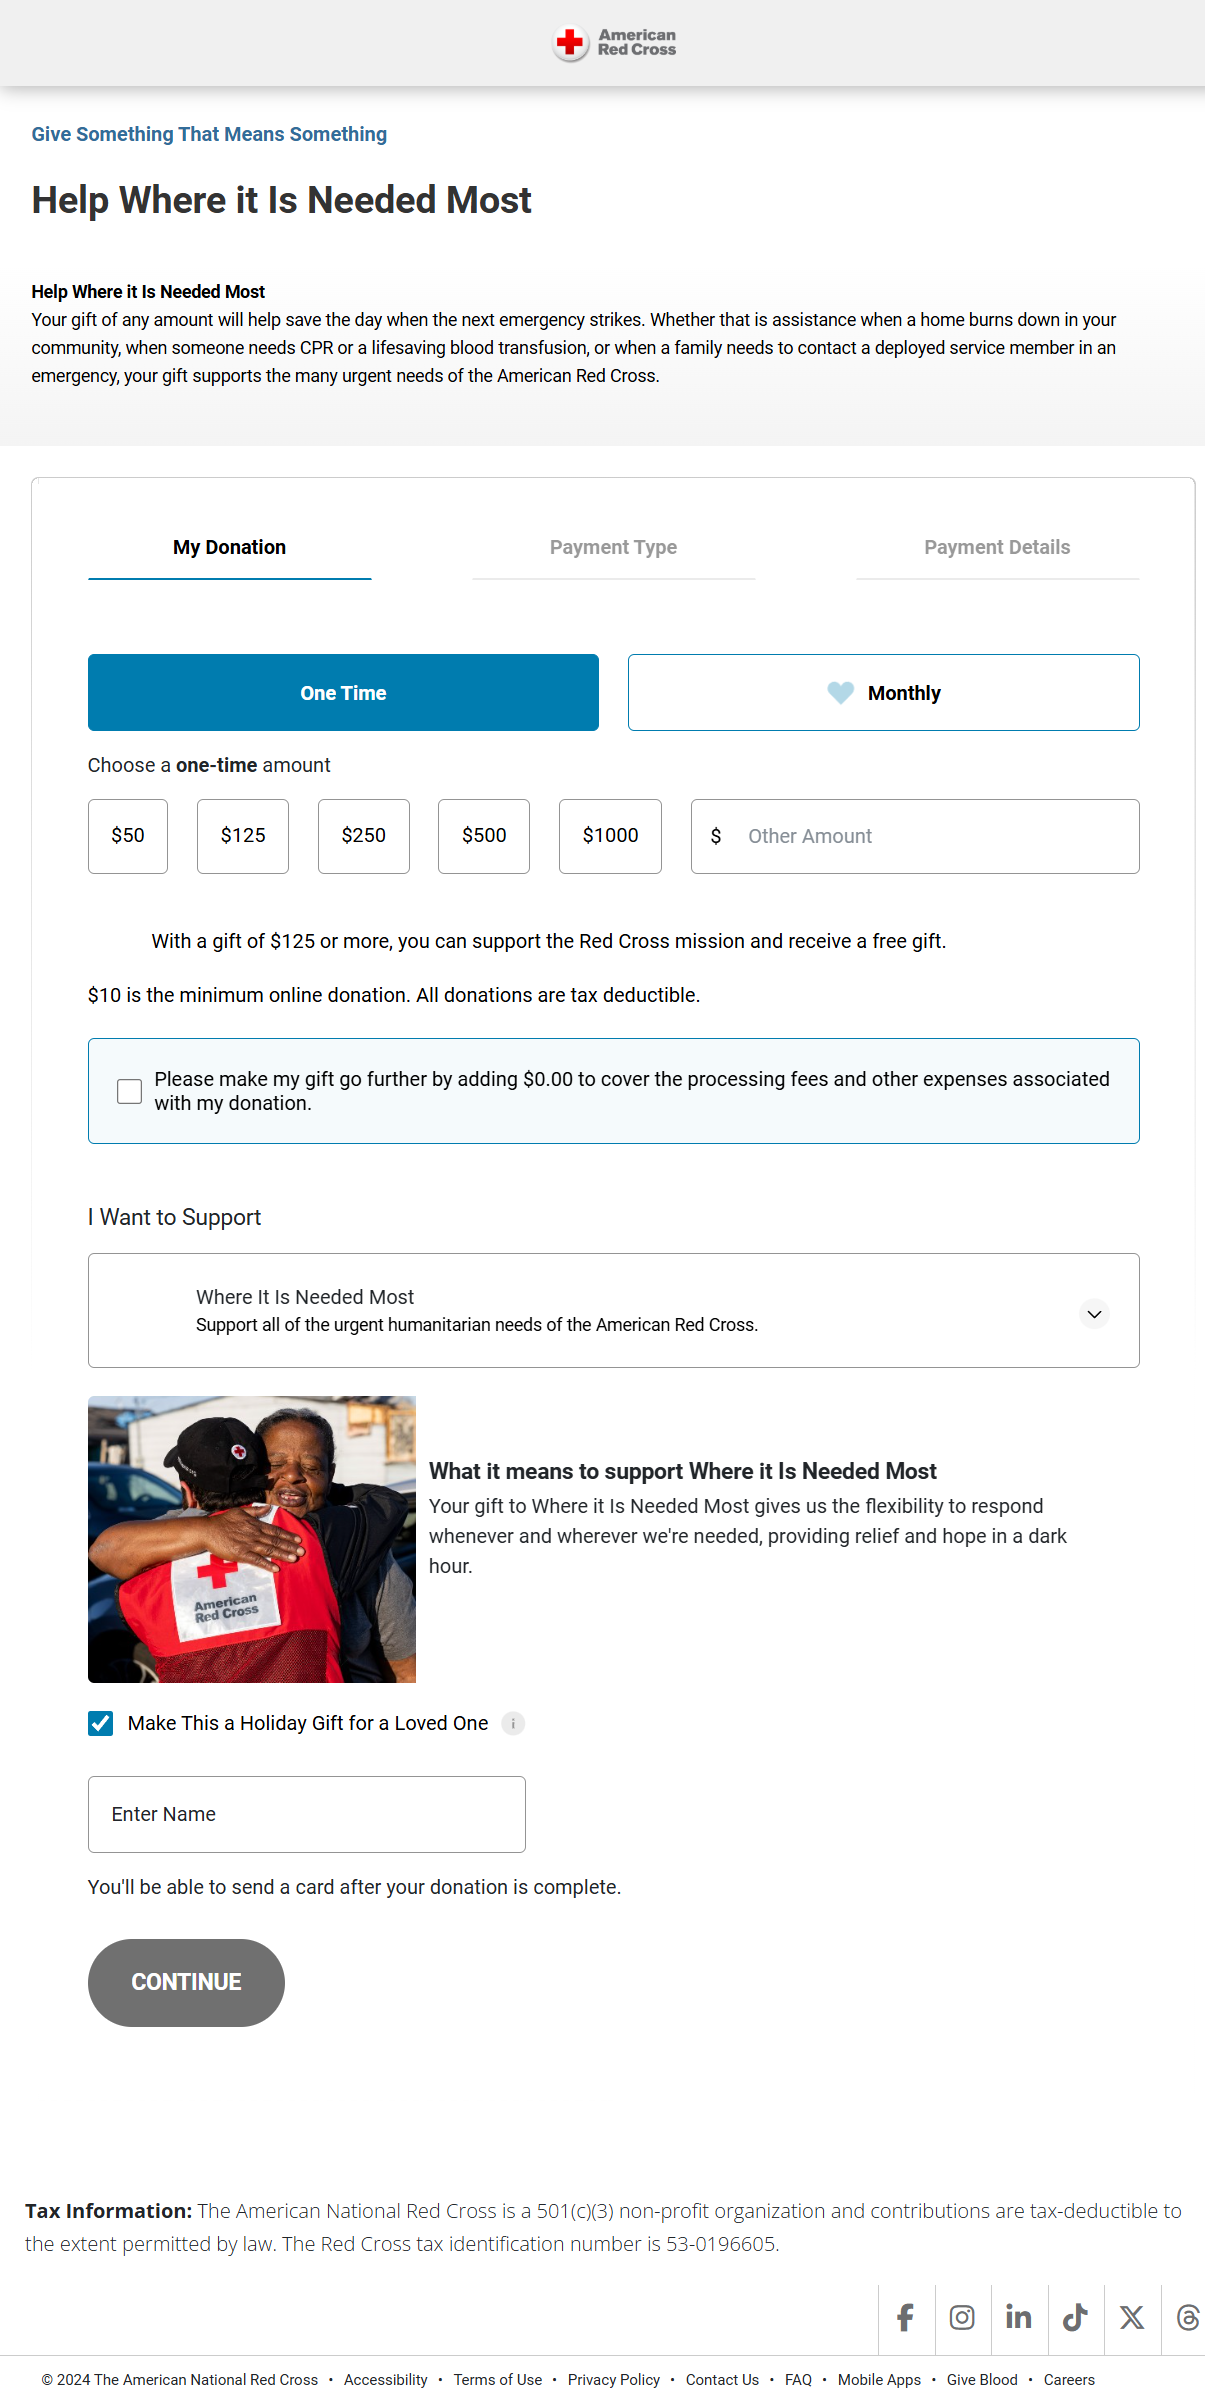 American
Red Cross
Give Something That Means Something
Help Where it Is Needed Most
Help Where it Is Needed Most
Your gift of any amount will help save the day when the next emergency strikes. Whether that is assistance when a home burns down in your
community, when someone needs CPR or a lifesaving blood transfusion, or when a family needs to contact a deployed service member in an
emergency, your gift supports the many urgent needs of the American Red Cross.
My Donation Payment Type Payment Details
One Time Monthly
Choose a one-time amount
$50 $125 $250 $500 $1000 $ Other Amount
With a gift of $125 or more, you can support the Red Cross mission and receive a free gift.
$10 is the minimum online donation. All donations are tax deductible.
Please make my gift go further by adding $0.00 to cover the processing fees and other expenses associated
with my donation.
I Want to Support
Where It Is Needed Most
Support all of the urgent humanitarian needs of the American Red Cross.
American
Red Cross
What it means to support Where it Is Needed Most
Your gift to Where it Is Needed Most gives us the flexibility to respond
whenever and wherever we're needed, providing relief and hope in a dark
hour.
Make This a Holiday Gift for a Loved One i
Enter Name
You'll be able to send a card after your donation is complete.
CONTINUE
Tax Information: The American National Red Cross is a 501(c)(3) non-profit organization and contributions are tax-deductible to
the extent permitted by law. The Red Cross tax identification number is 53-0196605.
© 2024 The American National Red Cross • Accessibility • Terms of Use • Privacy Policy • Contact Us • FAQ • Mobile Apps • Give Blood • Careers